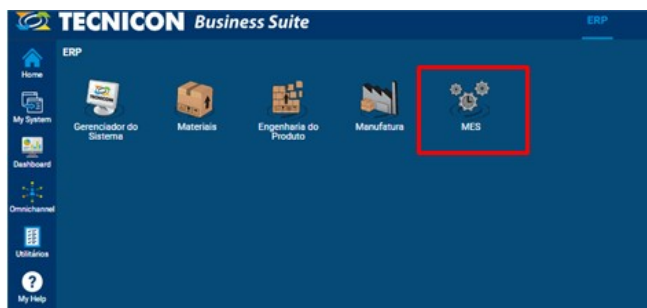 TECNICON Business Suite
ERP
ERP
Home
My System
Dashboard
Omnichannel
Utilitários
My Help
Gerenciador do
Sistema
Materiais
Engenharia do
Produto
Manufatura
MES